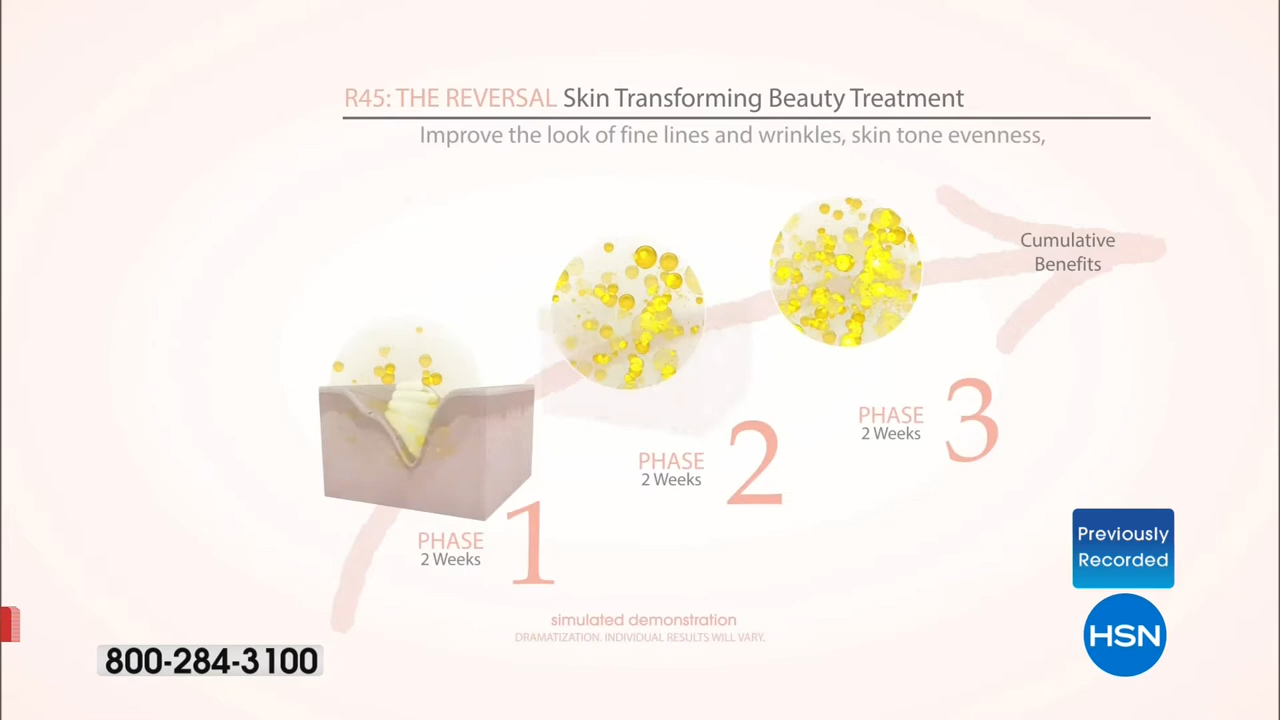 R45: THE REVERSAL Skin Transforming Beauty Treatment
Improve the look of fine lines and wrinkles, skin tone evenness,
Cumulative
Benefits
PHASE
2 Weeks
3
PHASE
2 Weeks
2
PHASE
2 Weeks
1
Previously
Recorded
simulated demonstration
DRAMATIZATION. INDIVIDUAL RESULTS WILL VARY.
HSN
800-284-3100